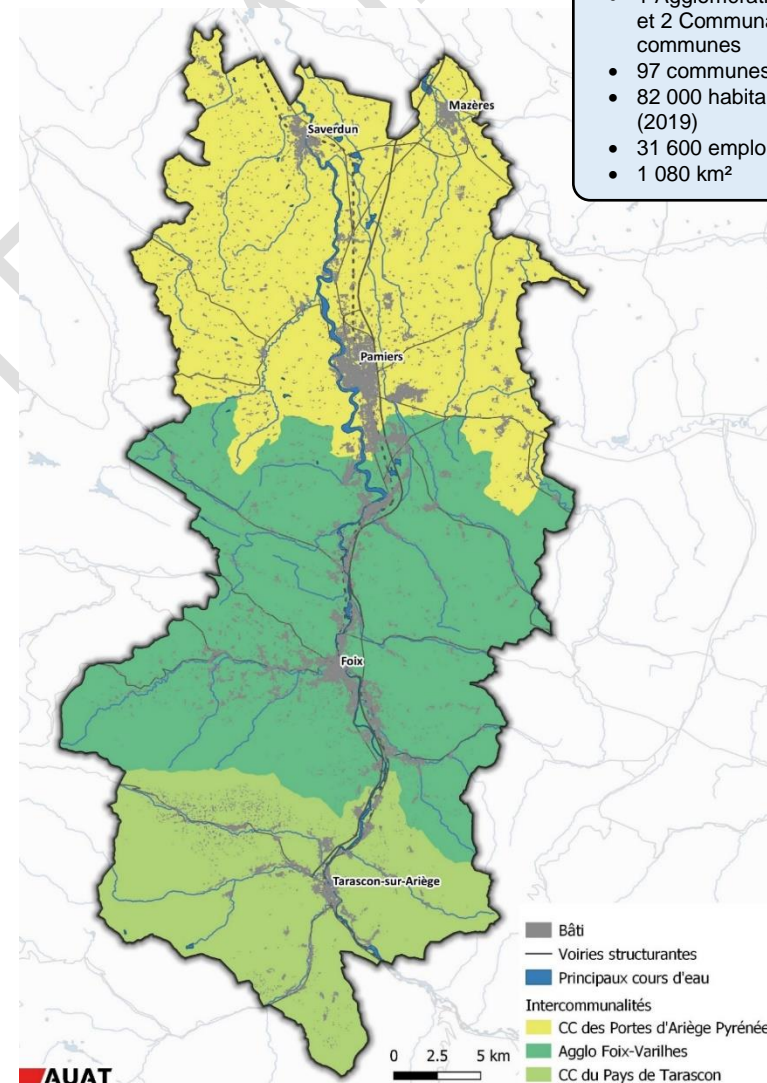 et 2 Communa
communes
97 communes
82 000 habita
(2019)
31 600 emplo
1 080 km²
Mazères
Saverdun
Pamiers
Foix
Tarascon-sur-Ariège
Bâti
Voiries structurantes
Principaux cours d'eau
Intercommunalités
CC des Portes d'Ariège Pyrénée
Agglo Foix-Varilhes
CC du Pays de Tarascon
0 2.5 5 km
AUAT